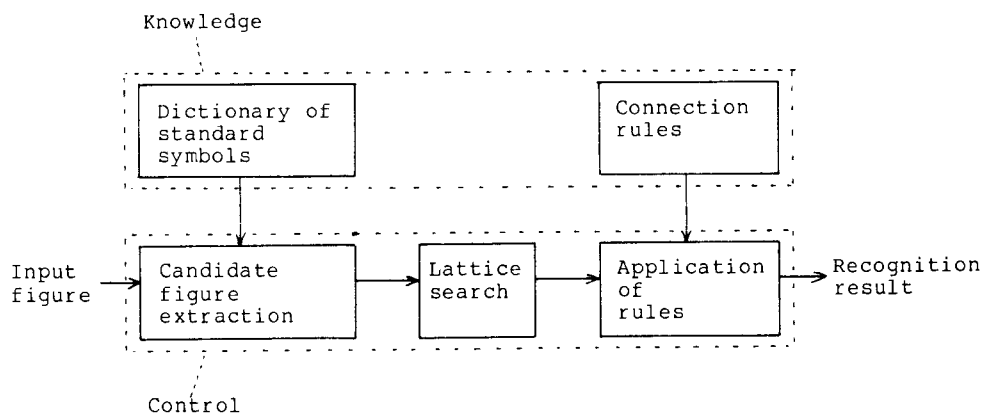 Knowledge
Dictionary of
standard
symbols
Connection
rules
Input
figure
Candidate
figure
extraction
Lattice
search
Application
of
rules
Recognition
result
Control